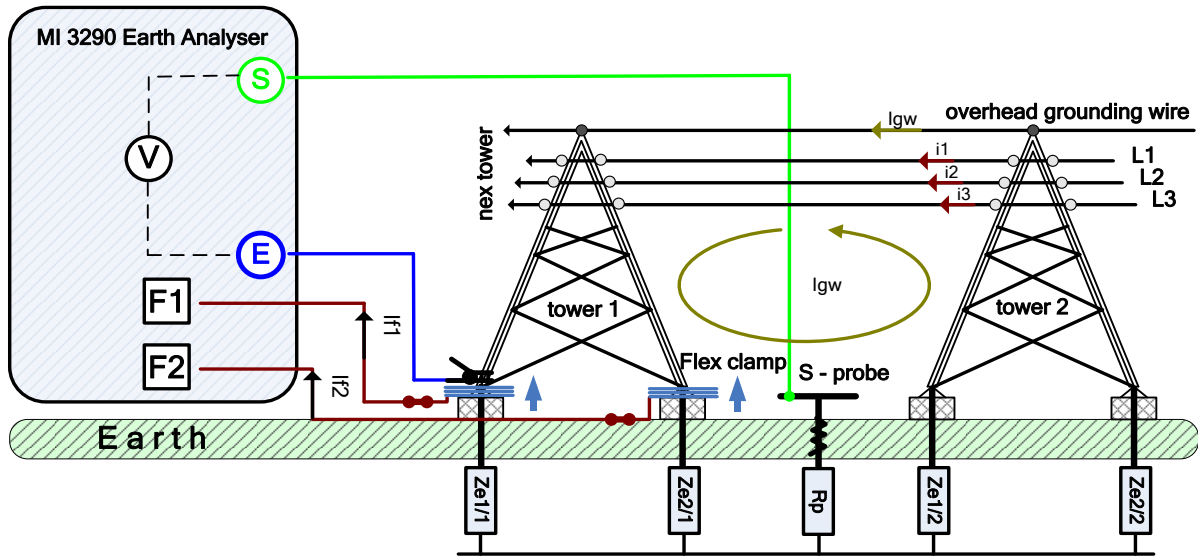 MI 3290 Earth Analyser
S
V
E
F1
F2
If1
If2
nex tower
Igw
overhead grounding wire
i1
L1
i2
L2
i3
L3
Igw
tower 1
tower 2
Flex clamp
S - probe
Earth
Ze1/1
Ze2/1
Rp
Ze1/2
Ze2/2